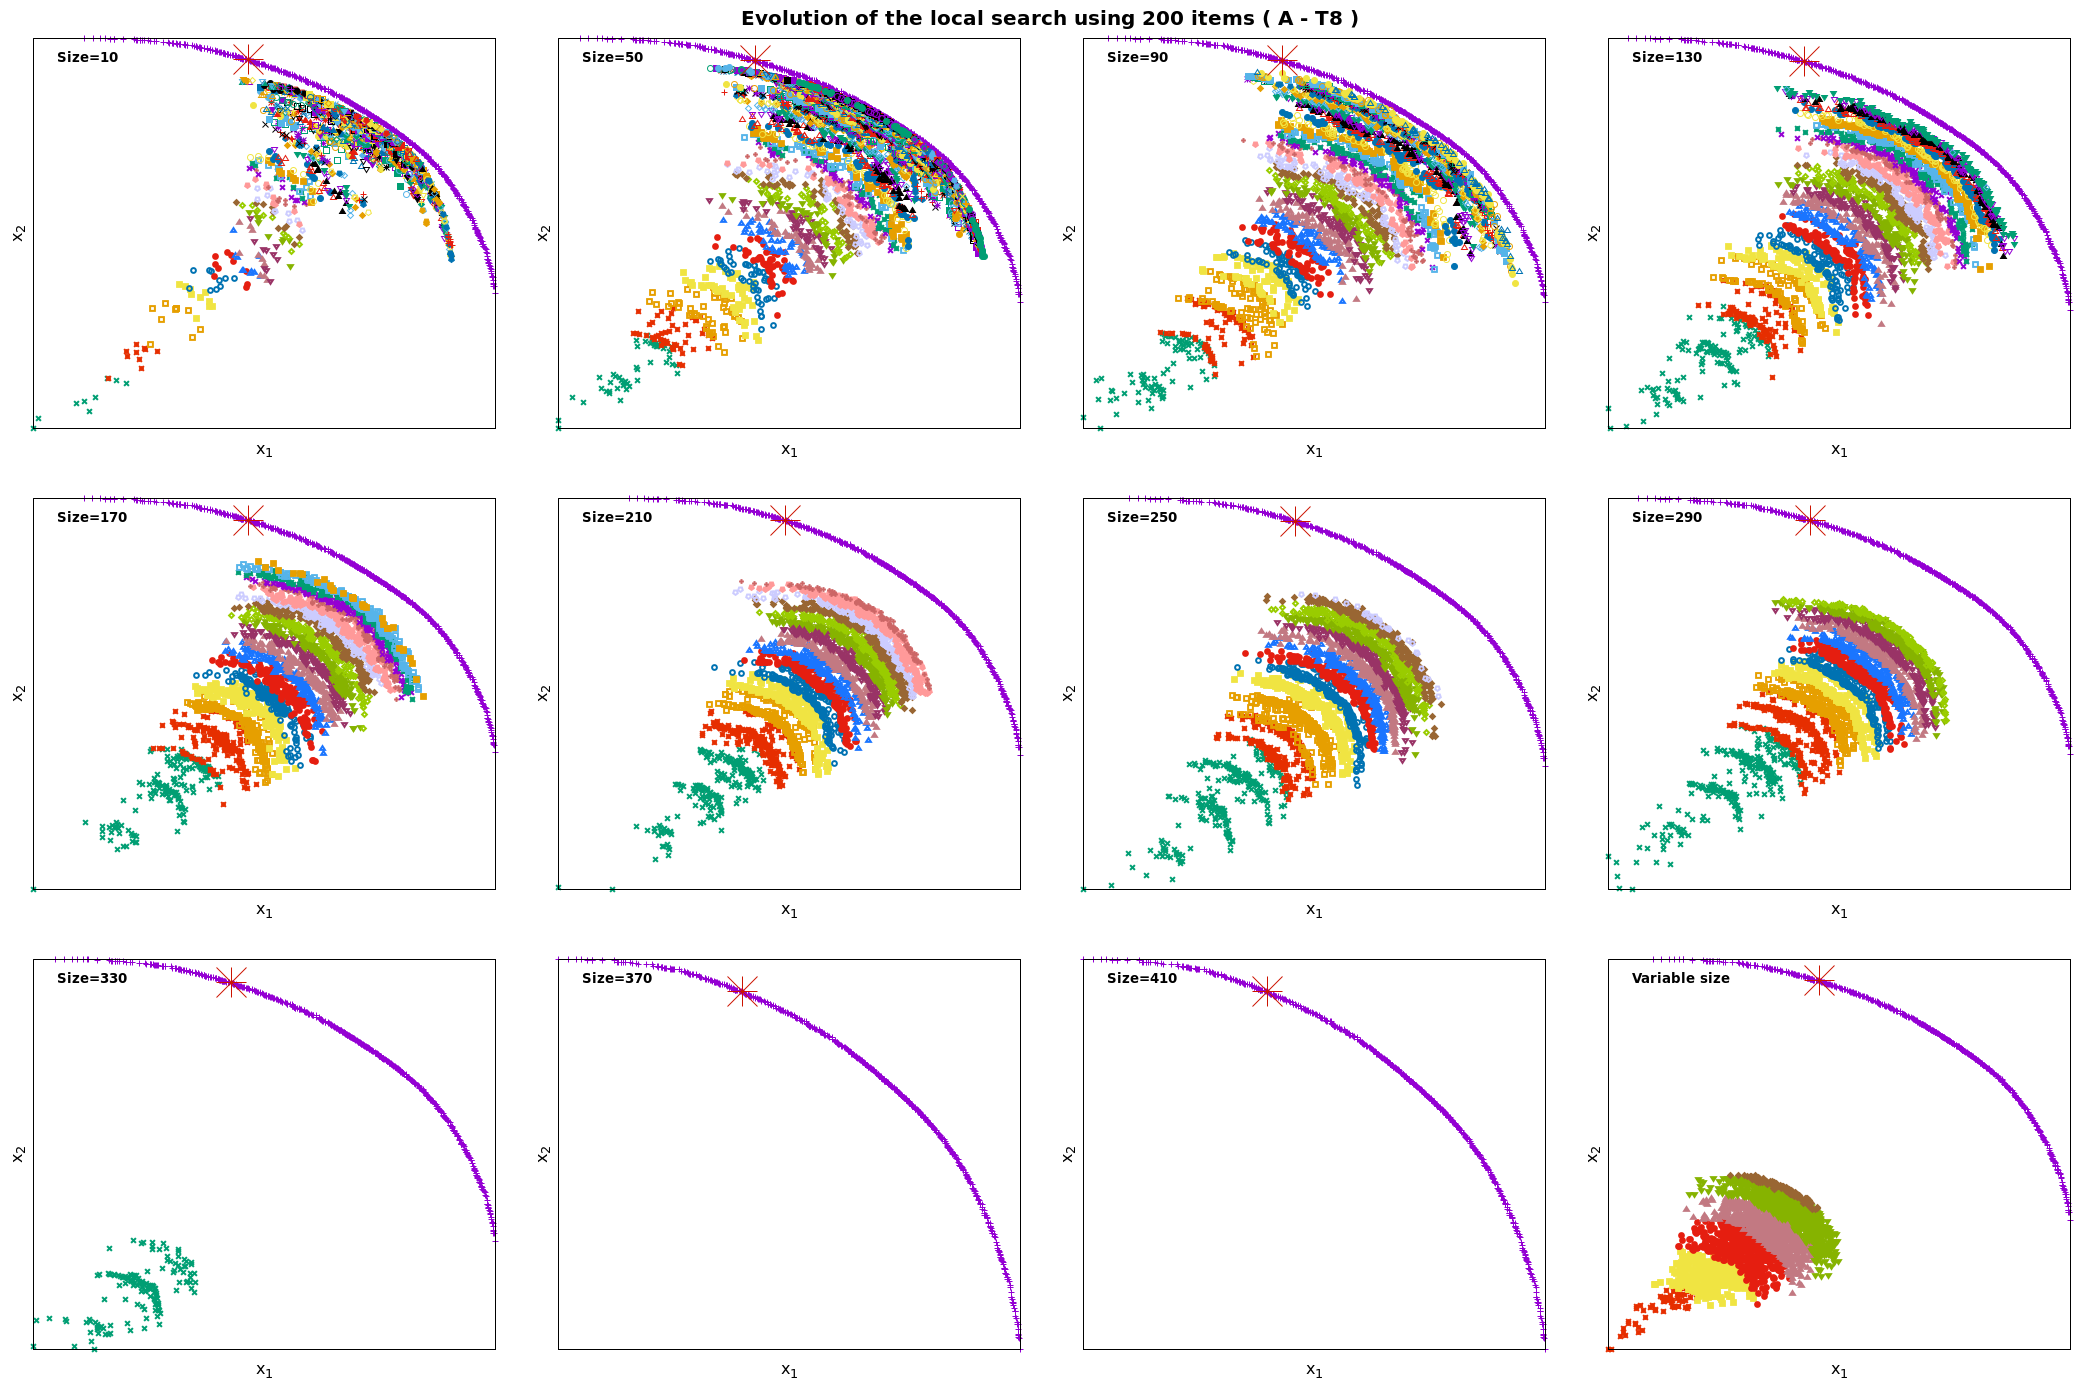 Evolution of the local search using 200 items ( A - T8 )
Size=10
Size=50
Size=90
Size=130
x2
x2
x2
x2
x1
x1
x1
x1
Size=170
Size=210
Size=250
Size=290
x2
x2
x2
x2
x1
x1
x1
x1
Size=330
Size=370
Size=410
Variable size
x2
x2
x2
x2
x1
x1
x1
x1